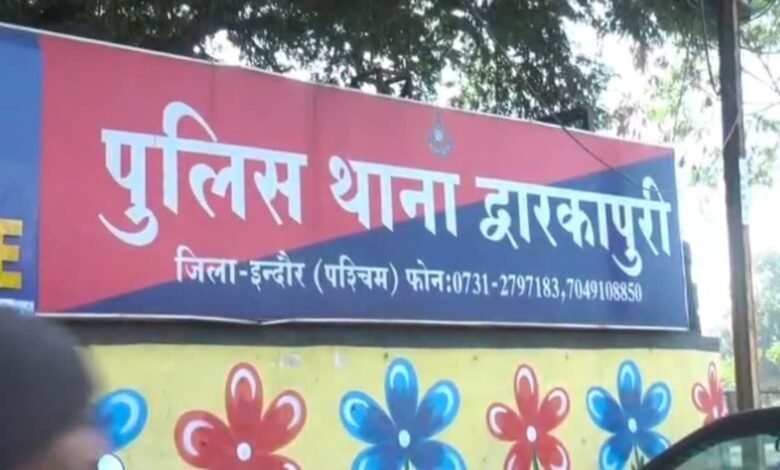 पुलिस थाना द्वारकापुरी
जिला-इन्दौर (पश्चिम) फोन:0731-2797183,7049108850
E